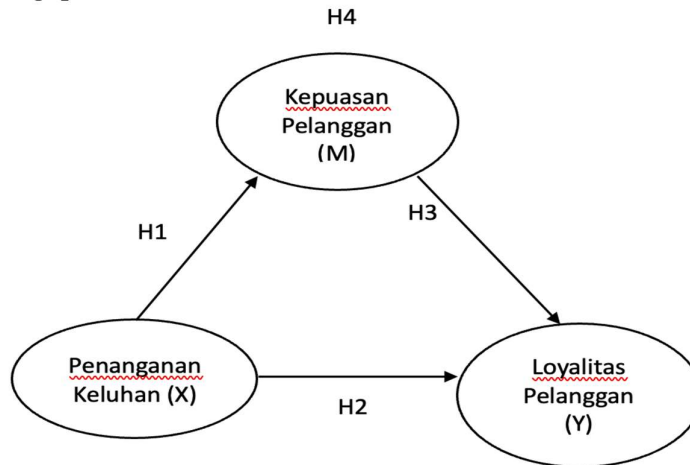 H4
Kepuasan
Pelanggan
(M)
H1
H3
Penanganan
Keluhan (X)
H2
Loyalitas
Pelanggan
(Y)